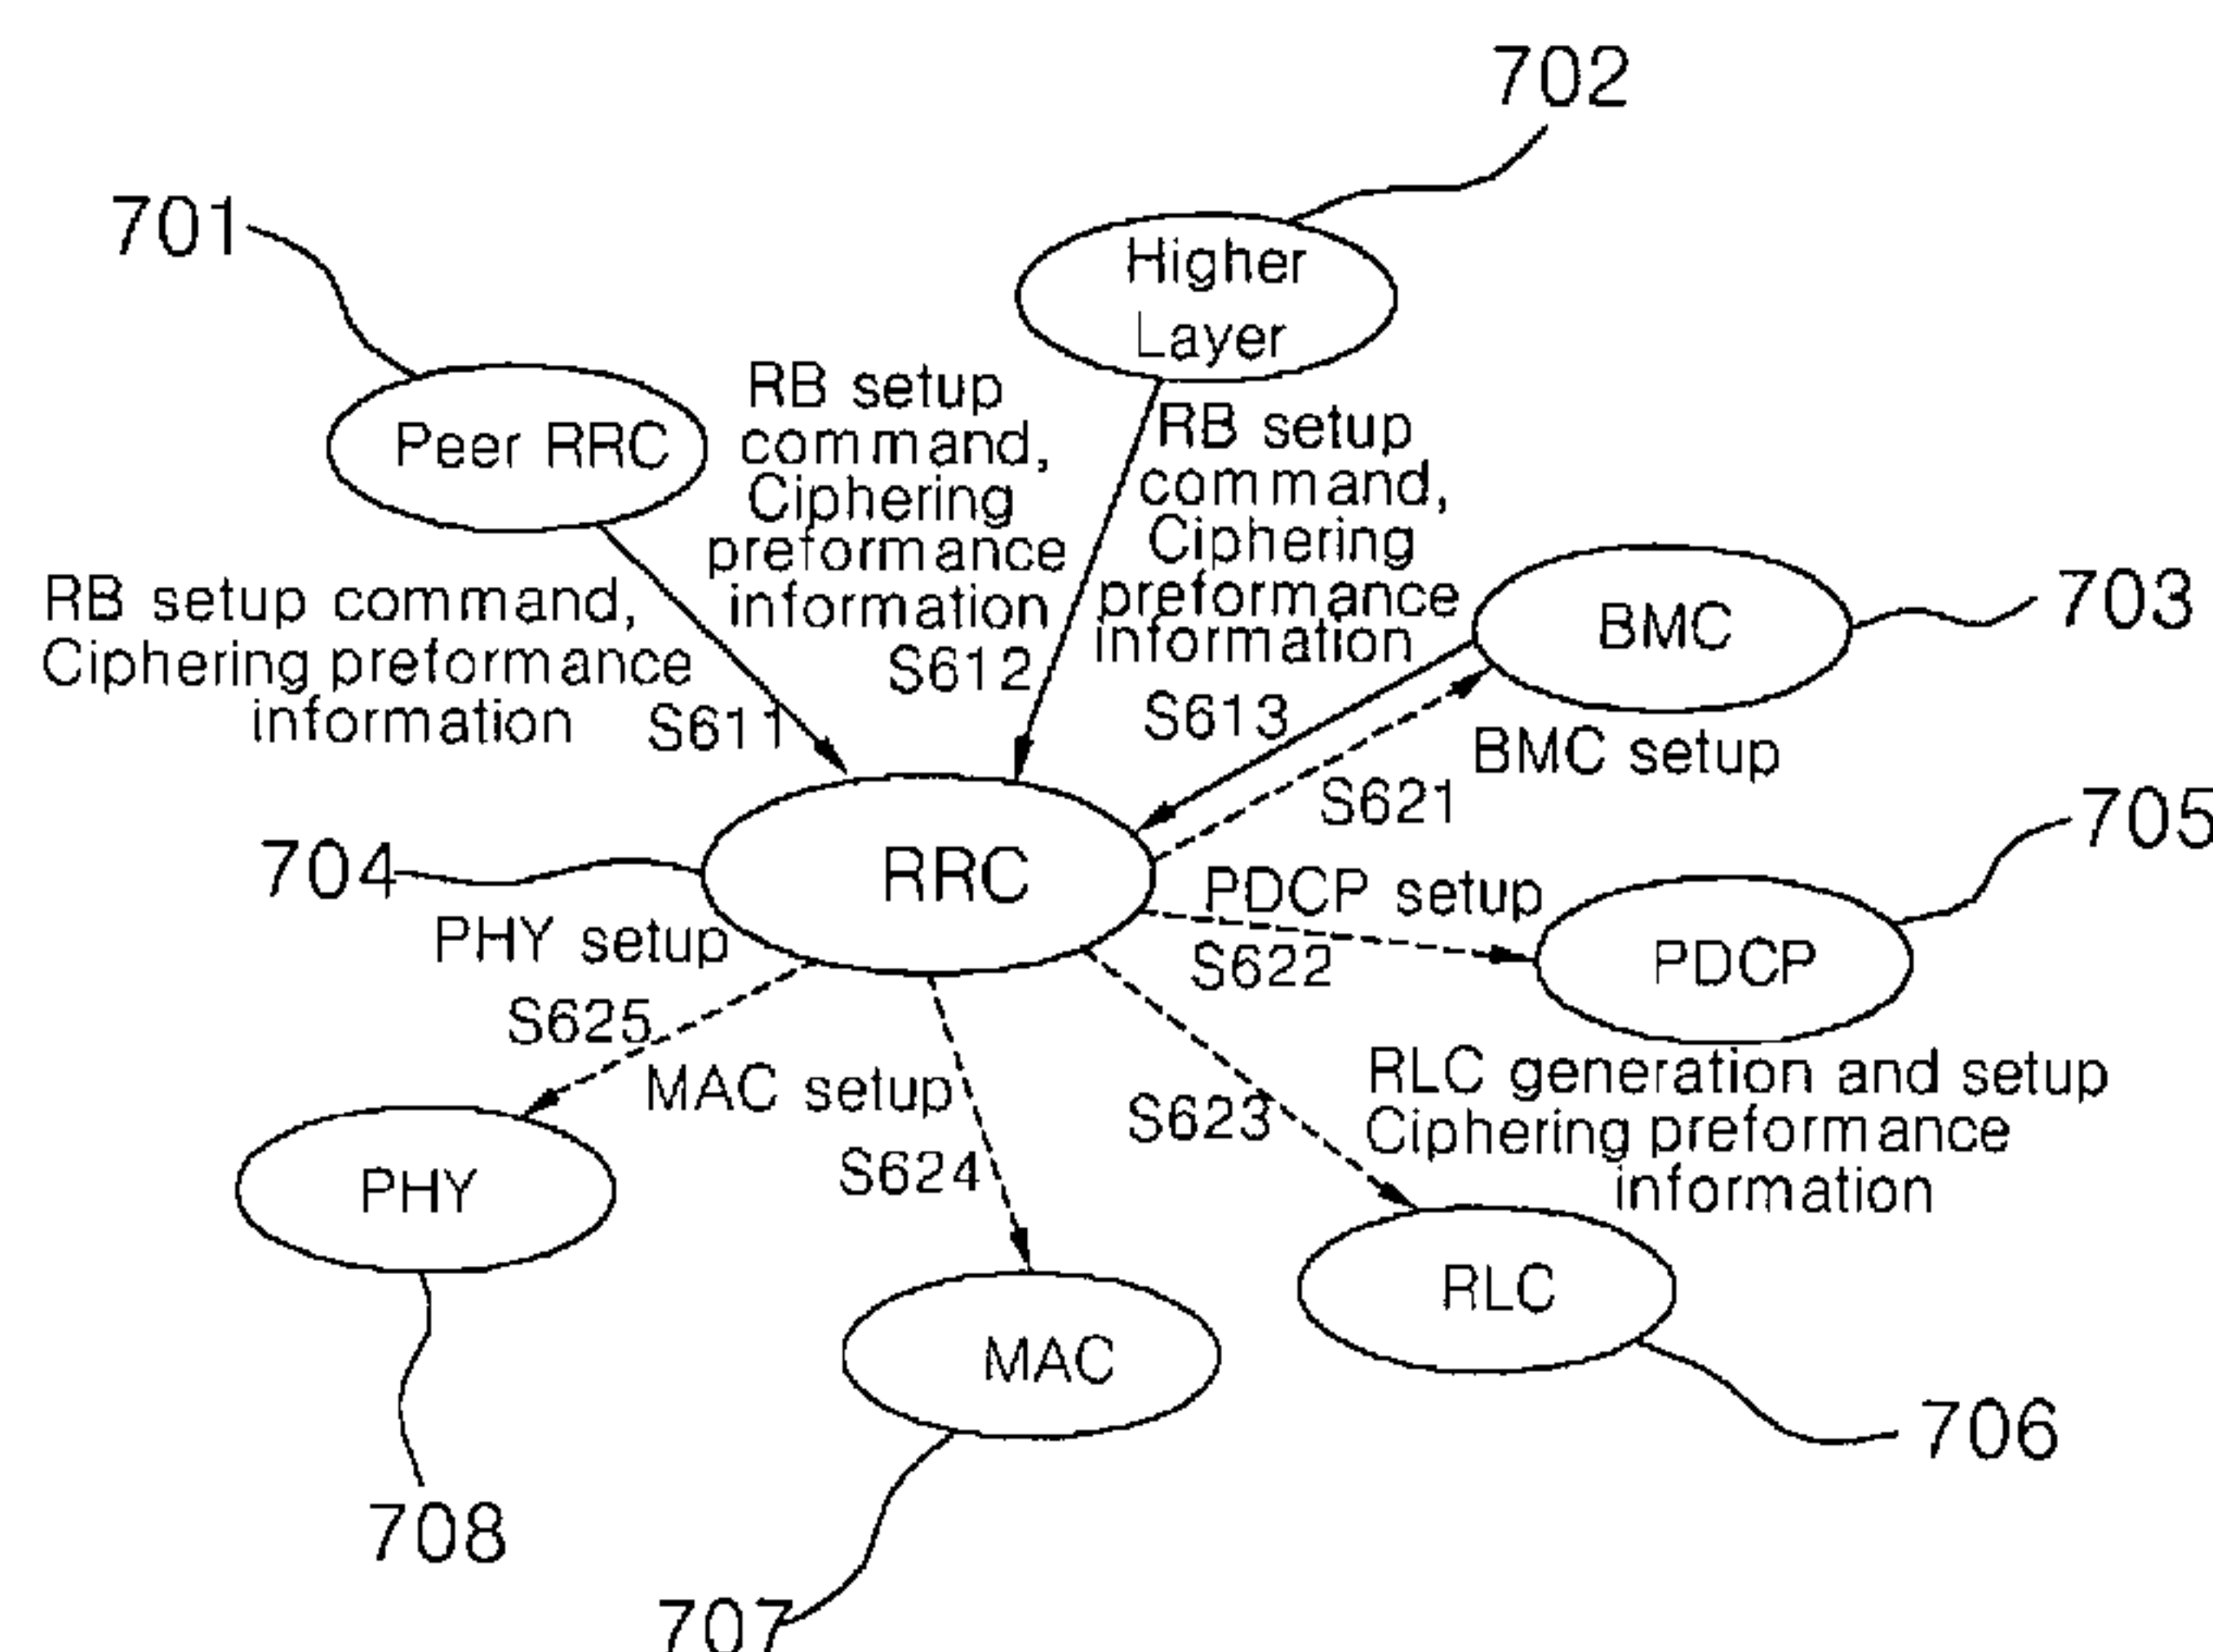 702
701
Higher
Layer
Peer RRC
RB setup
command,
Ciphering
preformance
information
S612
RB setup
command,
Ciphering
preformance
information
S613
RB setup command,
Ciphering preformance
information
S611
BMC
703
BMC setup
S621
705
704
RRC
PDCP setup
S622
PDCP
PHY setup
S625
MAC setup
S624
S623
RLC generation and setup
Ciphering preformance
information
PHY
MAC
RLC
706
708
707